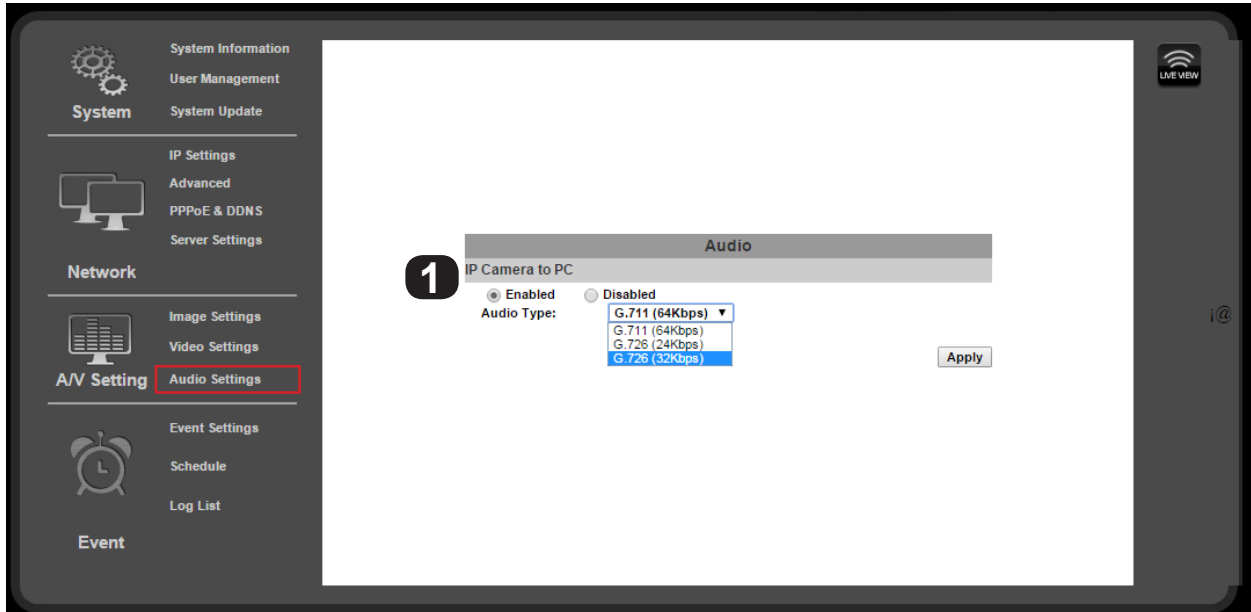 System Information
User Management
System Update
System
IP Settings
Advanced
PPPoE & DDNS
Server Settings
Network
Image Settings
Video Settings
Audio Settings
A/V Setting
Event Settings
Schedule
Log List
Event
Audio
1
IP Camera to PC
Enabled Disabled
Audio Type: G.711 (64Kbps) ▼
G.711 (64Kbps)
G.726 (24Kbps)
G.726 (32Kbps)
Apply
LIVE VIEW
¡@